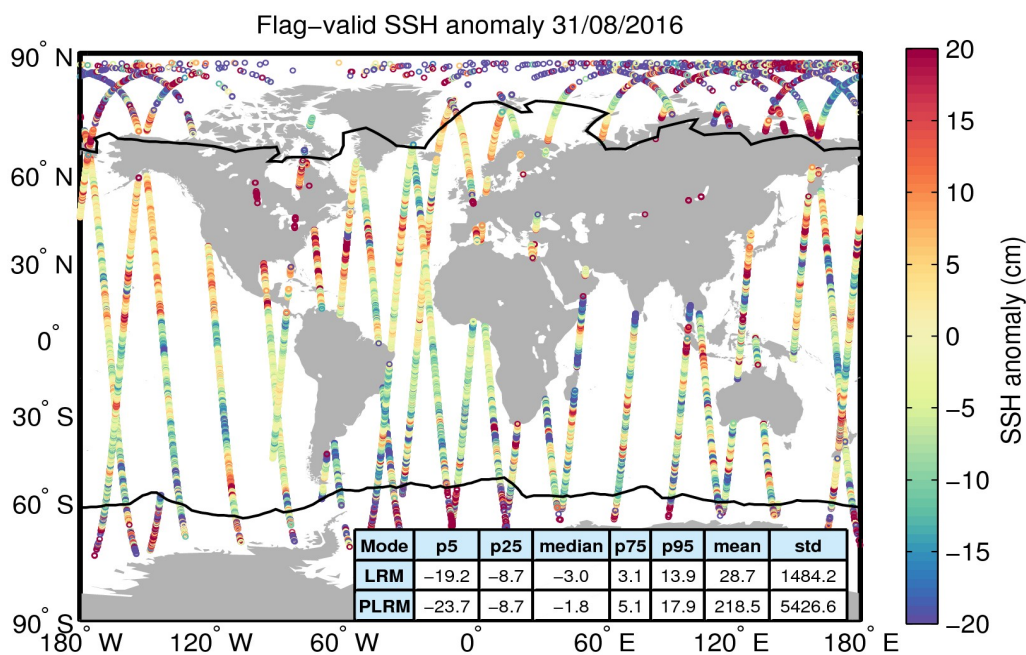 Flag−valid SSH anomaly 31/08/2016
90° N
60° N
30° N
0°
30° S
60° S
90° S
180° W
120° W
60° W
0°
60° E
120° E
180° E
Mode p5 p25 median p75 p95 mean std
LRM −19.2 −8.7 −3.0 3.1 13.9 28.7 1484.2
PLRM −23.7 −8.7 −1.8 5.1 17.9 218.5 5426.6
20
15
10
5
0
−5
−10
−15
−20
SSH anomaly (cm)